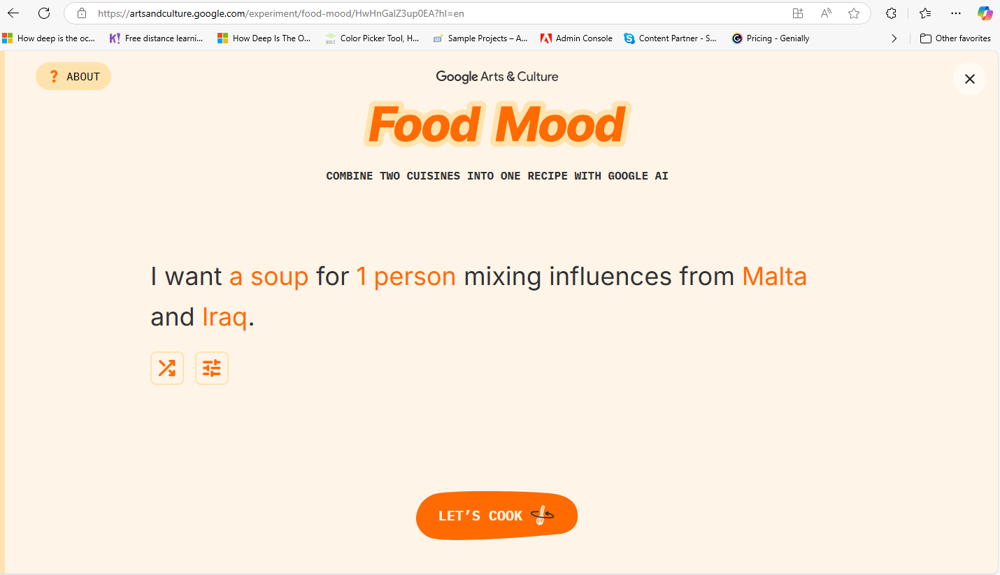 https://artsandculture.google.com/experiment/food-mood/HwHnGaIZ3up0EA?hl=en
How deep is the oc... Free distance learni... How Deep Is The O... BOLT Color Picker Tool, H... Sample Projects – A... Admin Console Content Partner - S... Pricing - Genially Other favorites
? ABOUT
Google Arts & Culture
Food Mood
COMBINE TWO CUISINES INTO ONE RECIPE WITH GOOGLE AI
I want a soup for 1 person mixing influences from Malta
and Iraq.
LET’S COOK